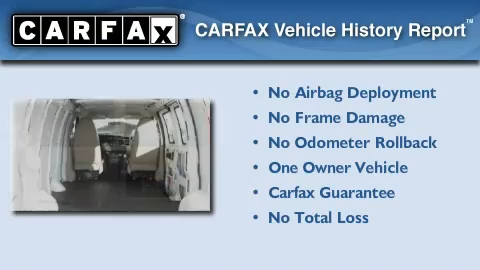 CARFAX® CARFAX Vehicle History Report™
• No Airbag Deployment
• No Frame Damage
• No Odometer Rollback
• One Owner Vehicle
• Carfax Guarantee
• No Total Loss